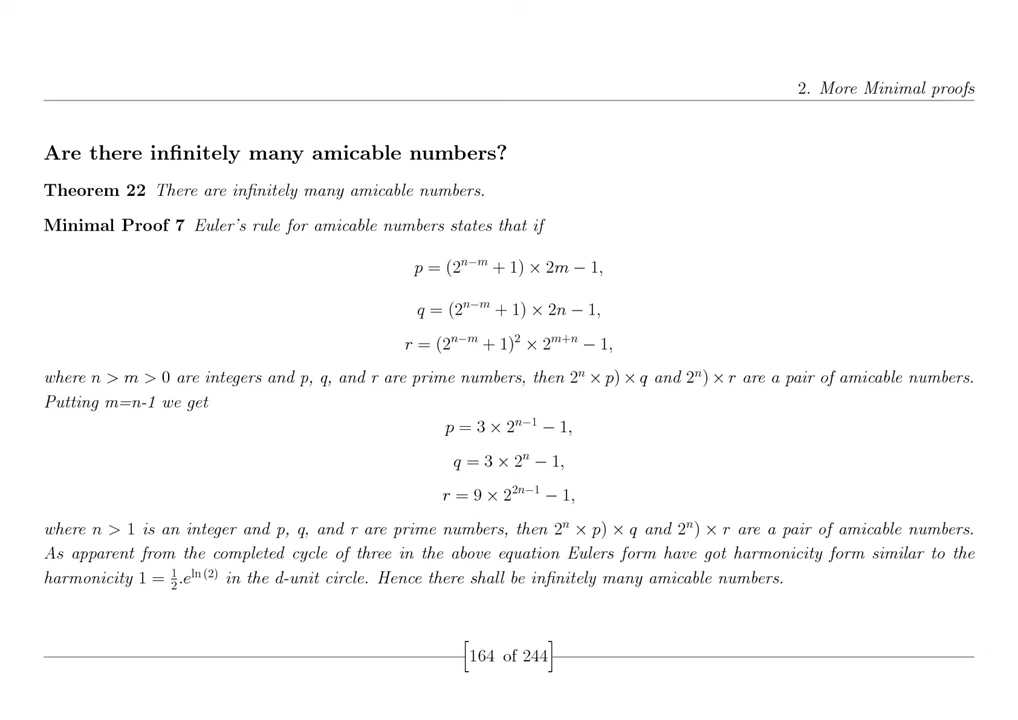 2. More Minimal proofs
Are there infinitely many amicable numbers?
Theorem 22 There are infinitely many amicable numbers.
Minimal Proof 7 Euler's rule for amicable numbers states that if
p = (2^{n−m} + 1) × 2m − 1,
q = (2^{n−m} + 1) × 2n − 1,
r = (2^{n−m} + 1)^2 × 2^{m+n} − 1,
where n > m > 0 are integers and p, q, and r are prime numbers, then 2^n × p) × q and 2^n) × r are a pair of amicable numbers.
Putting m=n-1 we get
p = 3 × 2^{n−1} − 1,
q = 3 × 2^n − 1,
r = 9 × 2^{2n−1} − 1,
where n > 1 is an integer and p, q, and r are prime numbers, then 2^n × p) × q and 2^n) × r are a pair of amicable numbers.
As apparent from the completed cycle of three in the above equation Eulers form have got harmonicity form similar to the
harmonicity 1 = \frac{1}{2}.e^{ln (2)} in the d-unit circle. Hence there shall be infinitely many amicable numbers.
[164 of 244]